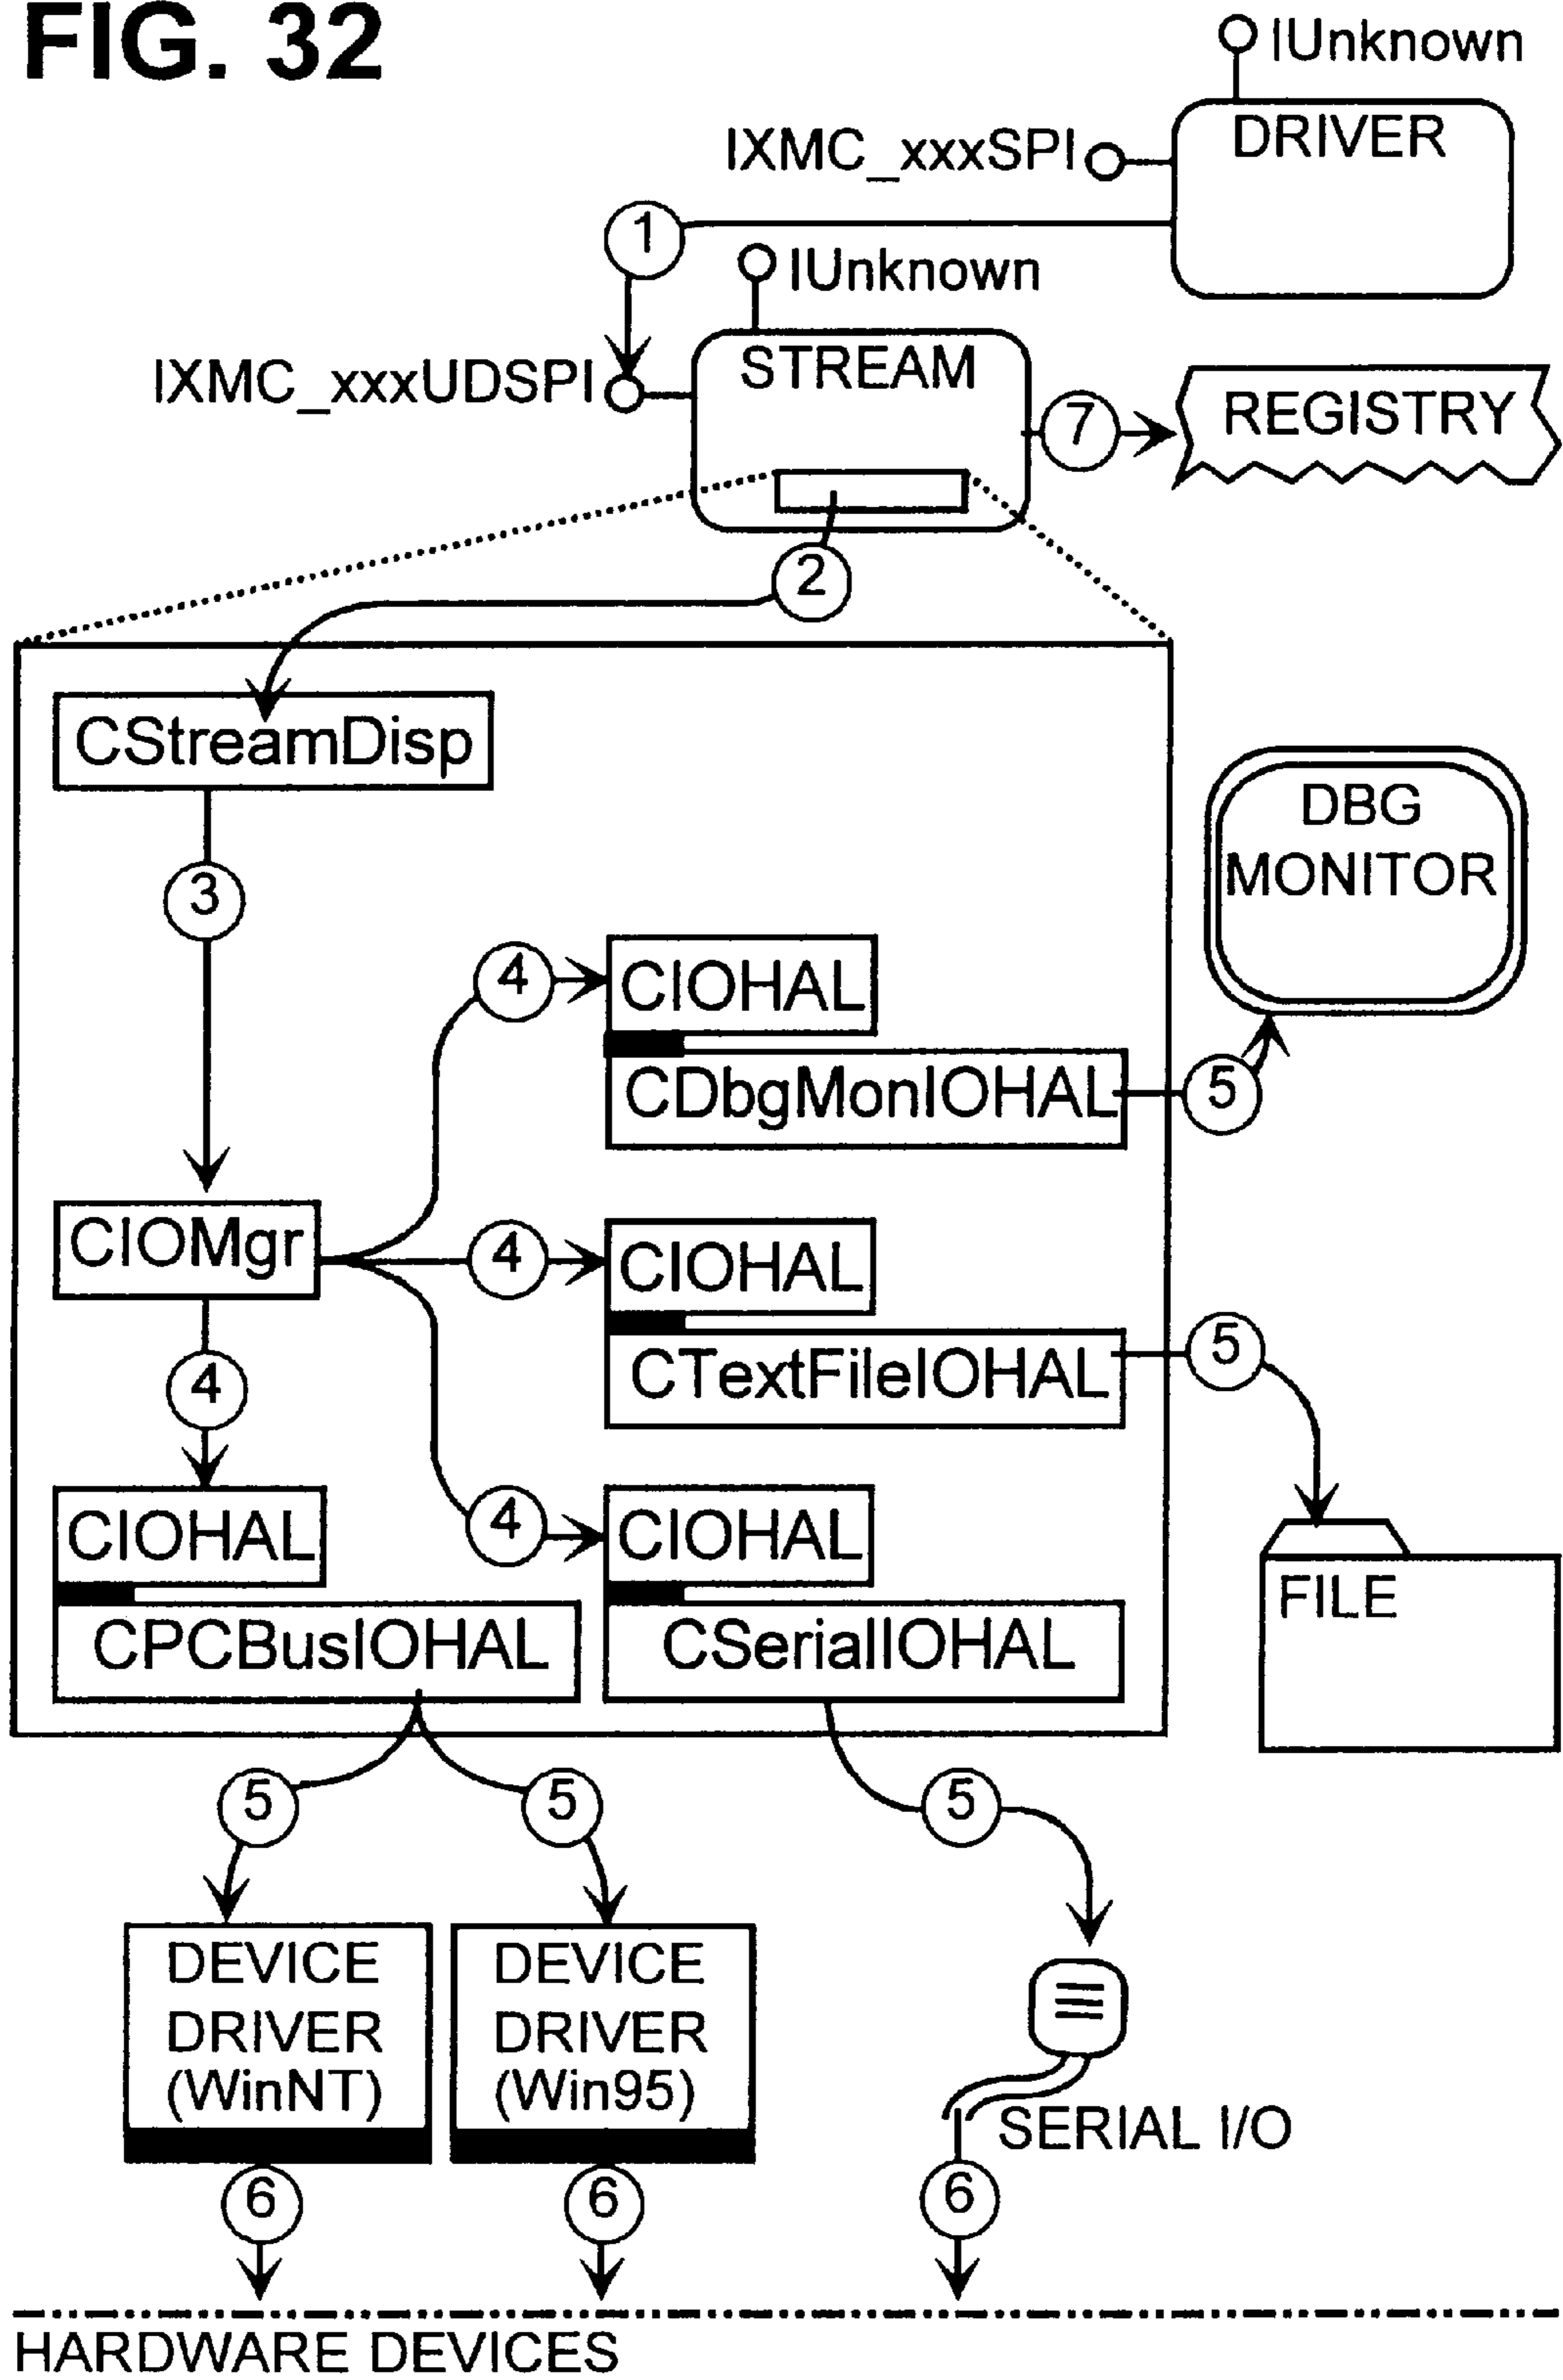 FIG. 32
IUnknown
DRIVER
IXMC_xxxSPI
1
IUnknown
IXMC_xxxUDSPI
STREAM
7
REGISTRY
2
CStreamDisp
DBG
MONITOR
3
4
CIOHAL
CDbgMonIOHAL
5
CIOMgr
4
CIOHAL
4
CTextFileIOHAL
5
CIOHAL
4
CIOHAL
FILE
CPCBusIOHAL
CSerialIOHAL
5
5
5
DEVICE
DRIVER
(WinNT)
DEVICE
DRIVER
(Win95)
SERIAL I/O
6
6
6
HARDWARE DEVICES